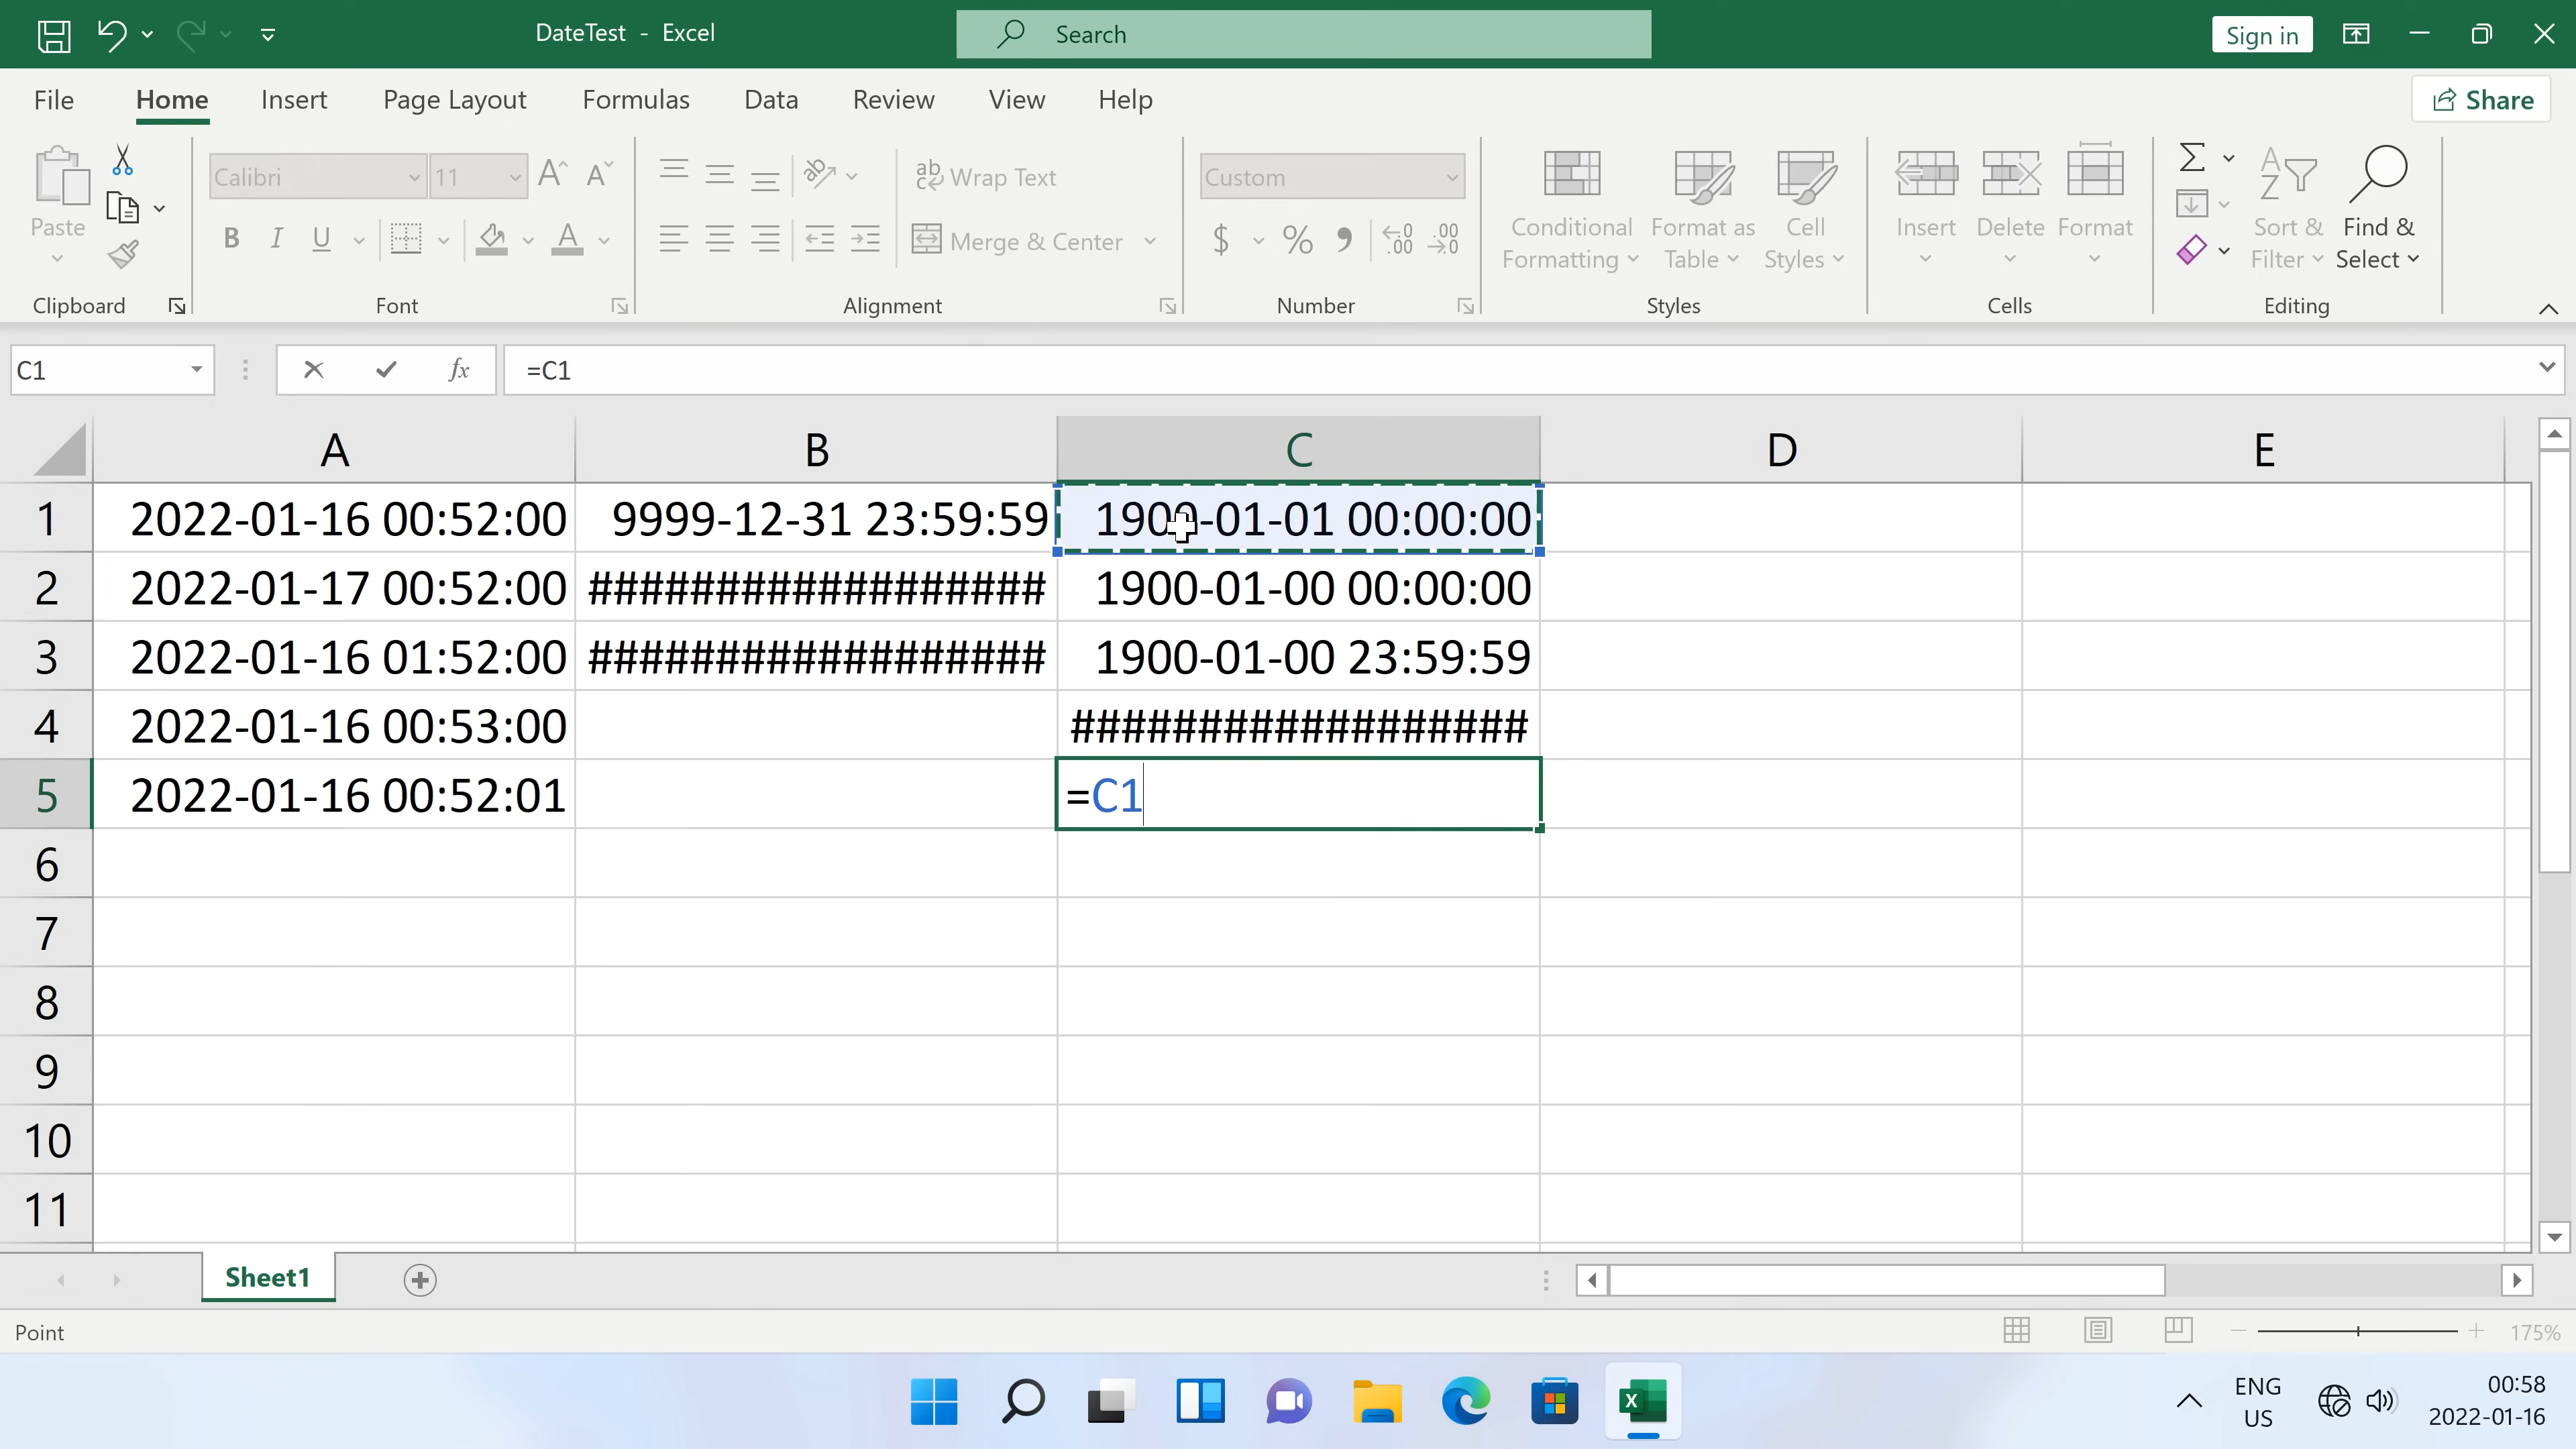 DateTest - Excel
Search
Sign in
File Home Insert Page Layout Formulas Data Review View Help
Share
Calibri 11
ab
c Wrap Text
Custom
Paste
B I U A
Merge & Center
$ % 9 .00
Conditional Formatting
Format as Table
Cell Styles
Insert Delete Format
Sort & Filter
Find & Select
Clipboard Font Alignment Number Styles Cells Editing
C1 fx =C1
A B C D E
1 2022-01-16 00:52:00 9999-12-31 23:59:59 1900-01-01 00:00:00
2 2022-01-17 00:52:00 ################## 1900-01-00 00:00:00
3 2022-01-16 01:52:00 ################## 1900-01-00 23:59:59
4 2022-01-16 00:53:00 ##################
5 2022-01-16 00:52:01 =C1
6
7
8
9
10
11
Sheet1
Point 175%
ENG
US
00:58
2022-01-16